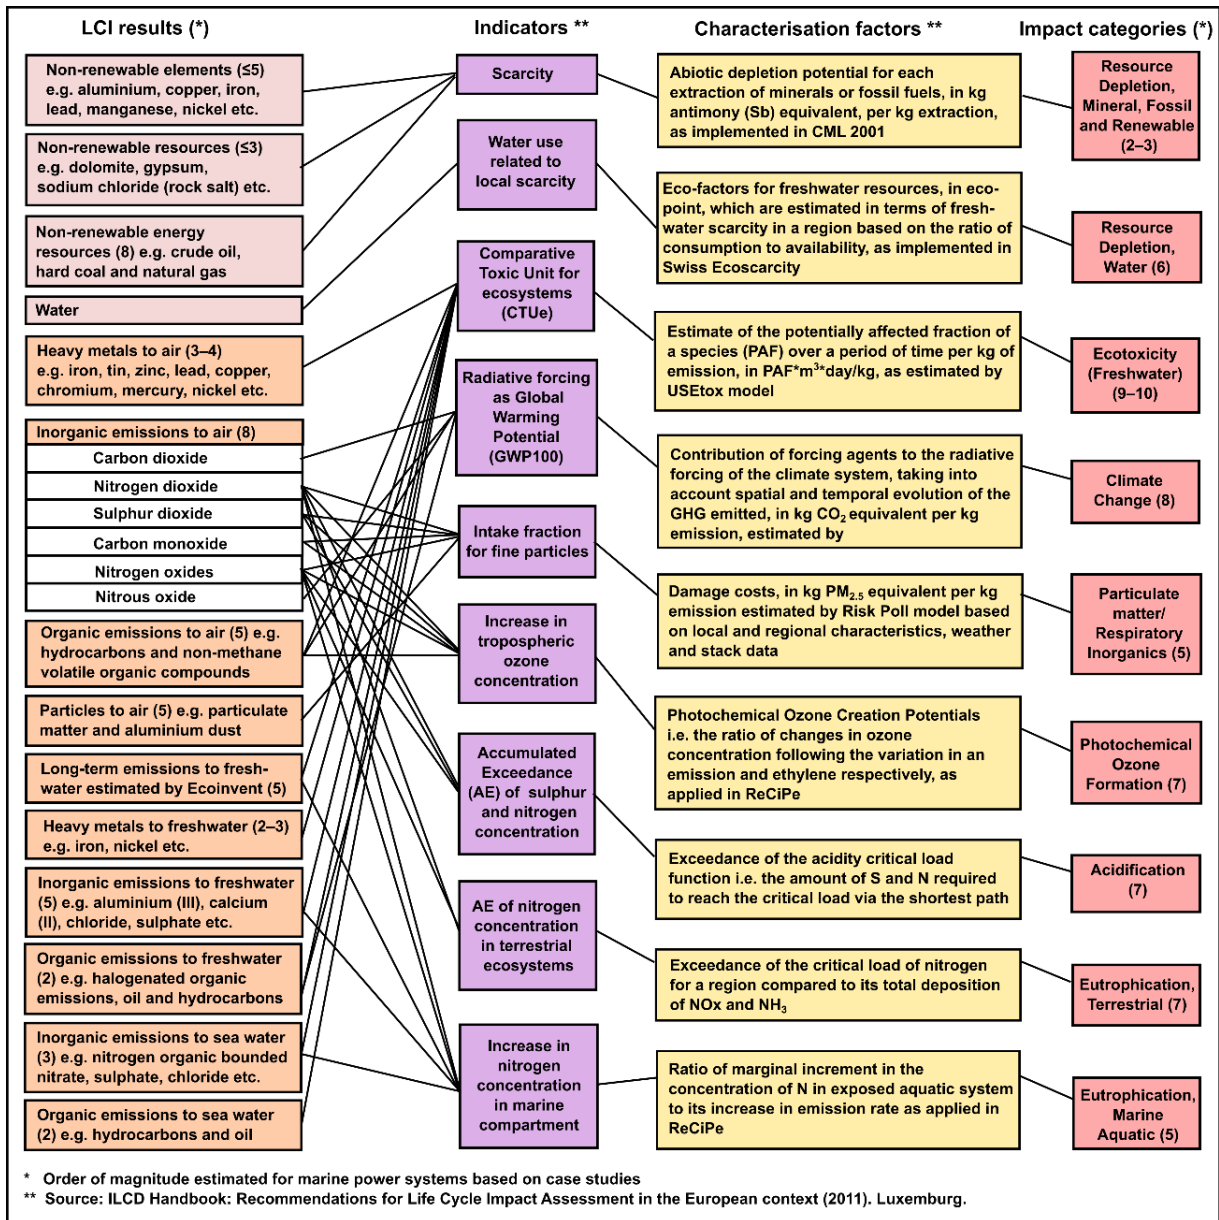 LCI results (*)
Indicators **
Characterisation factors **
Impact categories (*)
Non-renewable elements (≤5)
e.g. aluminium, copper, iron,
lead, manganese, nickel etc.
Non-renewable resources (≤3)
e.g. dolomite, gypsum,
sodium chloride (rock salt) etc.
Non-renewable energy
resources (8) e.g. crude oil,
hard coal and natural gas
Water
Heavy metals to air (3–4)
e.g. iron, tin, zinc, lead, copper,
chromium, mercury, nickel etc.
Inorganic emissions to air (8)
Carbon dioxide
Nitrogen dioxide
Sulphur dioxide
Carbon monoxide
Nitrogen oxides
Nitrous oxide
Organic emissions to air (5) e.g.
hydrocarbons and non-methane
volatile organic compounds
Particles to air (5) e.g. particulate
matter and aluminium dust
Long-term emissions to fresh-
water estimated by Ecoinvent (5)
Heavy metals to freshwater (2–3)
e.g. iron, nickel etc.
Inorganic emissions to freshwater
(5) e.g. aluminium (III), calcium
(II), chloride, sulphate etc.
Organic emissions to freshwater
(2) e.g. halogenated organic
emissions, oil and hydrocarbons
Inorganic emissions to sea water
(3) e.g. nitrogen organic bounded
nitrate, sulphate, chloride etc.
Organic emissions to sea water
(2) e.g. hydrocarbons and oil
Scarcity
Water use
related to
local scarcity
Comparative
Toxic Unit for
ecosystems
(CTUe)
Radiative forcing
as Global
Warming
Potential
(GWP100)
Intake fraction
for fine particles
Increase in
tropospheric
ozone
concentration
Accumulated
Exceedance
(AE) of sulphur
and nitrogen
concentration
AE of nitrogen
concentration
in terrestrial
ecosystems
Increase in
nitrogen
concentration
in marine
compartment
Abiotic depletion potential for each
extraction of minerals or fossil fuels, in kg
antimony (Sb) equivalent, per kg extraction,
as implemented in CML 2001
Eco-factors for freshwater resources, in eco-
point, which are estimated in terms of fresh-
water scarcity in a region based on the ratio of
consumption to availability, as implemented in
Swiss Ecoscarcity
Estimate of the potentially affected fraction of
a species (PAF) over a period of time per kg of
emission, in PAF*m³*day/kg, as estimated by
USEtox model
Contribution of forcing agents to the radiative
forcing of the climate system, taking into
account spatial and temporal evolution of the
GHG emitted, in kg CO₂ equivalent per kg
emission, estimated by
Damage costs, in kg PM₂.₅ equivalent per kg
emission estimated by Risk Poll model based
on local and regional characteristics, weather
and stack data
Photochemical Ozone Creation Potentials
i.e. the ratio of changes in ozone
concentration following the variation in an
emission and ethylene respectively, as
applied in ReCiPe
Exceedance of the acidity critical load
function i.e. the amount of S and N required
to reach the critical load via the shortest path
Exceedance of the critical load of nitrogen
for a region compared to its total deposition
of NOx and NH₃
Ratio of marginal increment in the
concentration of N in exposed aquatic system
to its increase in emission rate as applied in
ReCiPe
Resource
Depletion,
Mineral, Fossil
and Renewable
(2–3)
Resource
Depletion,
Water (6)
Ecotoxicity
(Freshwater)
(9–10)
Climate
Change (8)
Particulate
matter/
Respiratory
Inorganics (5)
Photochemical
Ozone
Formation (7)
Acidification
(7)
Eutrophication,
Terrestrial (7)
Eutrophication,
Marine
Aquatic (5)
* Order of magnitude estimated for marine power systems based on case studies
** Source: ILCD Handbook: Recommendations for Life Cycle Impact Assessment in the European context (2011). Luxemburg.